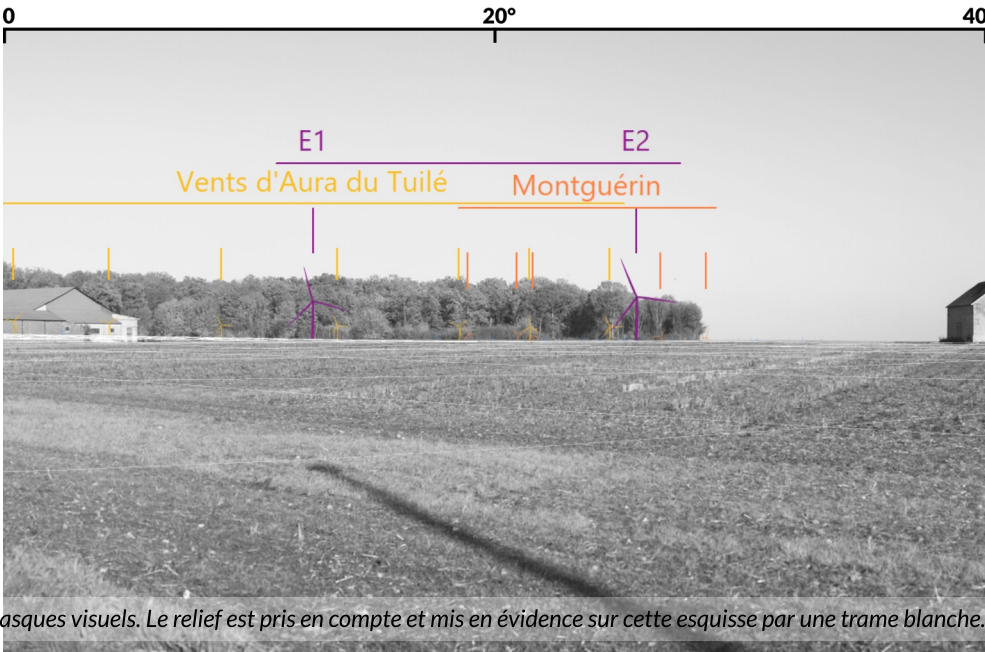 0 20° 40
E1 E2
Vents d'Aura du Tuilé Montguérin
asques visuels. Le relief est pris en compte et mis en évidence sur cette esquisse par une trame blanche.